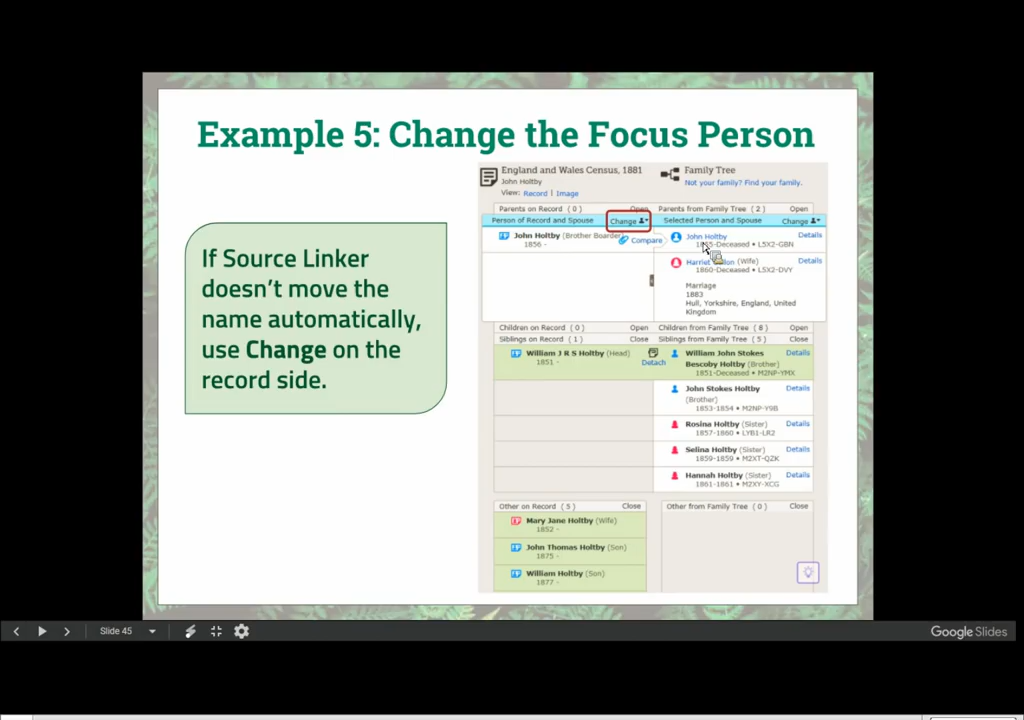 Example 5: Change the Focus Person
If Source Linker
doesn't move the
name automatically,
use Change on the
record side.
England and Wales Census, 1881
John Holtby
View: Record | Image
Family Tree
Not your family? Find your family.
Parents on Record ( 0 ) Open
Parents from Family Tree ( 2 ) Open
Person of Record and Spouse Change
Selected Person and Spouse Change
John Holtby (Brother Boarder)
1856 -
Compare
John Holtby Details
-Deceased • L5X2-GBN
Harriet (Wife) Details
1860-Deceased • L5X2-DVY
Marriage
1883
Hull, Yorkshire, England, United
Kingdom
Children on Record ( 0 ) Open
Children from Family Tree ( 8 ) Open
Siblings on Record ( 1 ) Close
Siblings from Family Tree ( 5 ) Open
William J R S Holtby (Head)
1851 -
Detach
William John Stokes Details
Bescoby Holtby (Brother)
1851-Deceased • M2NP-YMX
John Stokes Holtby Details
(Brother)
1853-1854 • M2NP-Y9B
Rosina Holtby (Sister) Details
1857-1860 • LYB1-LR2
Selina Holtby (Sister) Details
1859-1859 • M2XT-QZK
Hannah Holtby (Sister) Details
1861-1861 • M2XY-XCG
Other on Record ( 5 ) Close
Other from Family Tree ( 0 ) Close
Mary Jane Holtby (Wife)
1852 -
John Thomas Holtby (Son)
1875 -
William Holtby (Son)
1877 -
Slide 45
Google Slides